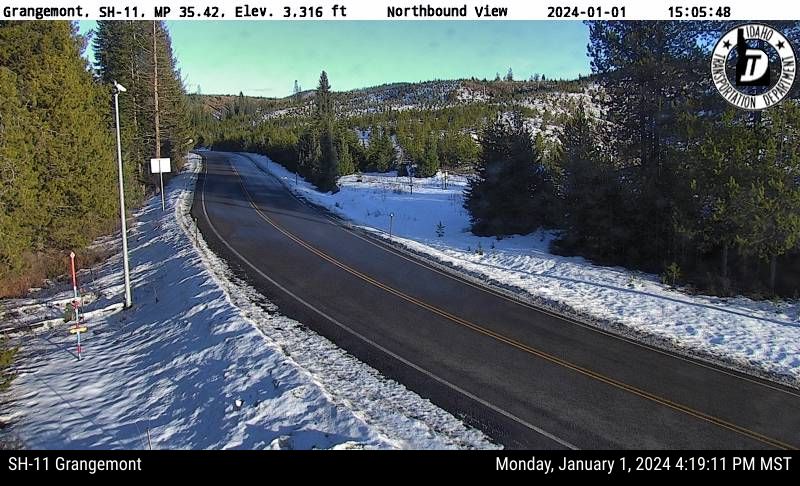 Grangemont, SH-11, MP 35.42, Elev. 3,316 ft Northbound View 2024-01-01 15:05:48
IDAHO
TRANSPORTATION DEPARTMENT
SH-11 Grangemont Monday, January 1, 2024 4:19:11 PM MST